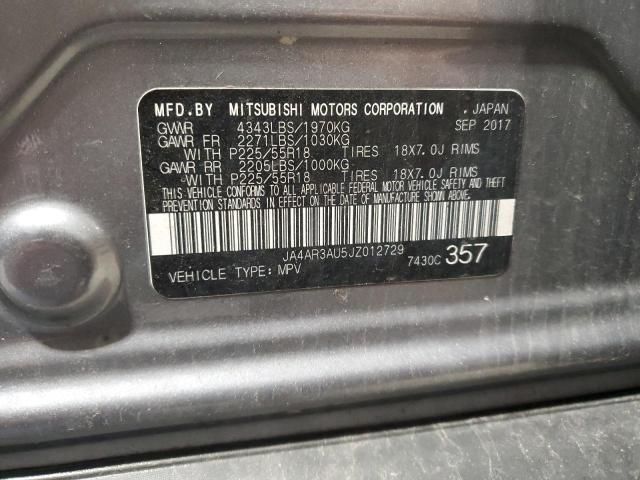 MFD.BY MITSUBISHI MOTORS CORPORATION , JAPAN
GVWR 4343LBS/1970KG SEP 2017
GAWR FR 2271LBS/1030KG
WITH P225/55R18 TIRES 18X7.0J RIMS
GAWR RR 2205LBS/1000KG
WITH P225/55R18 TIRES 18X7.0J RIMS
THIS VEHICLE CONFORMS TO ALL APPLICABLE FEDERAL MOTOR VEHICLE SAFETY AND THEFT
PREVENTION STANDARDS IN EFFECT ON THE DATE OF MANUFACTURE SHOWN ABOVE.
JA4AR3AU5JZ012729
VEHICLE TYPE: MPV 7430C 357